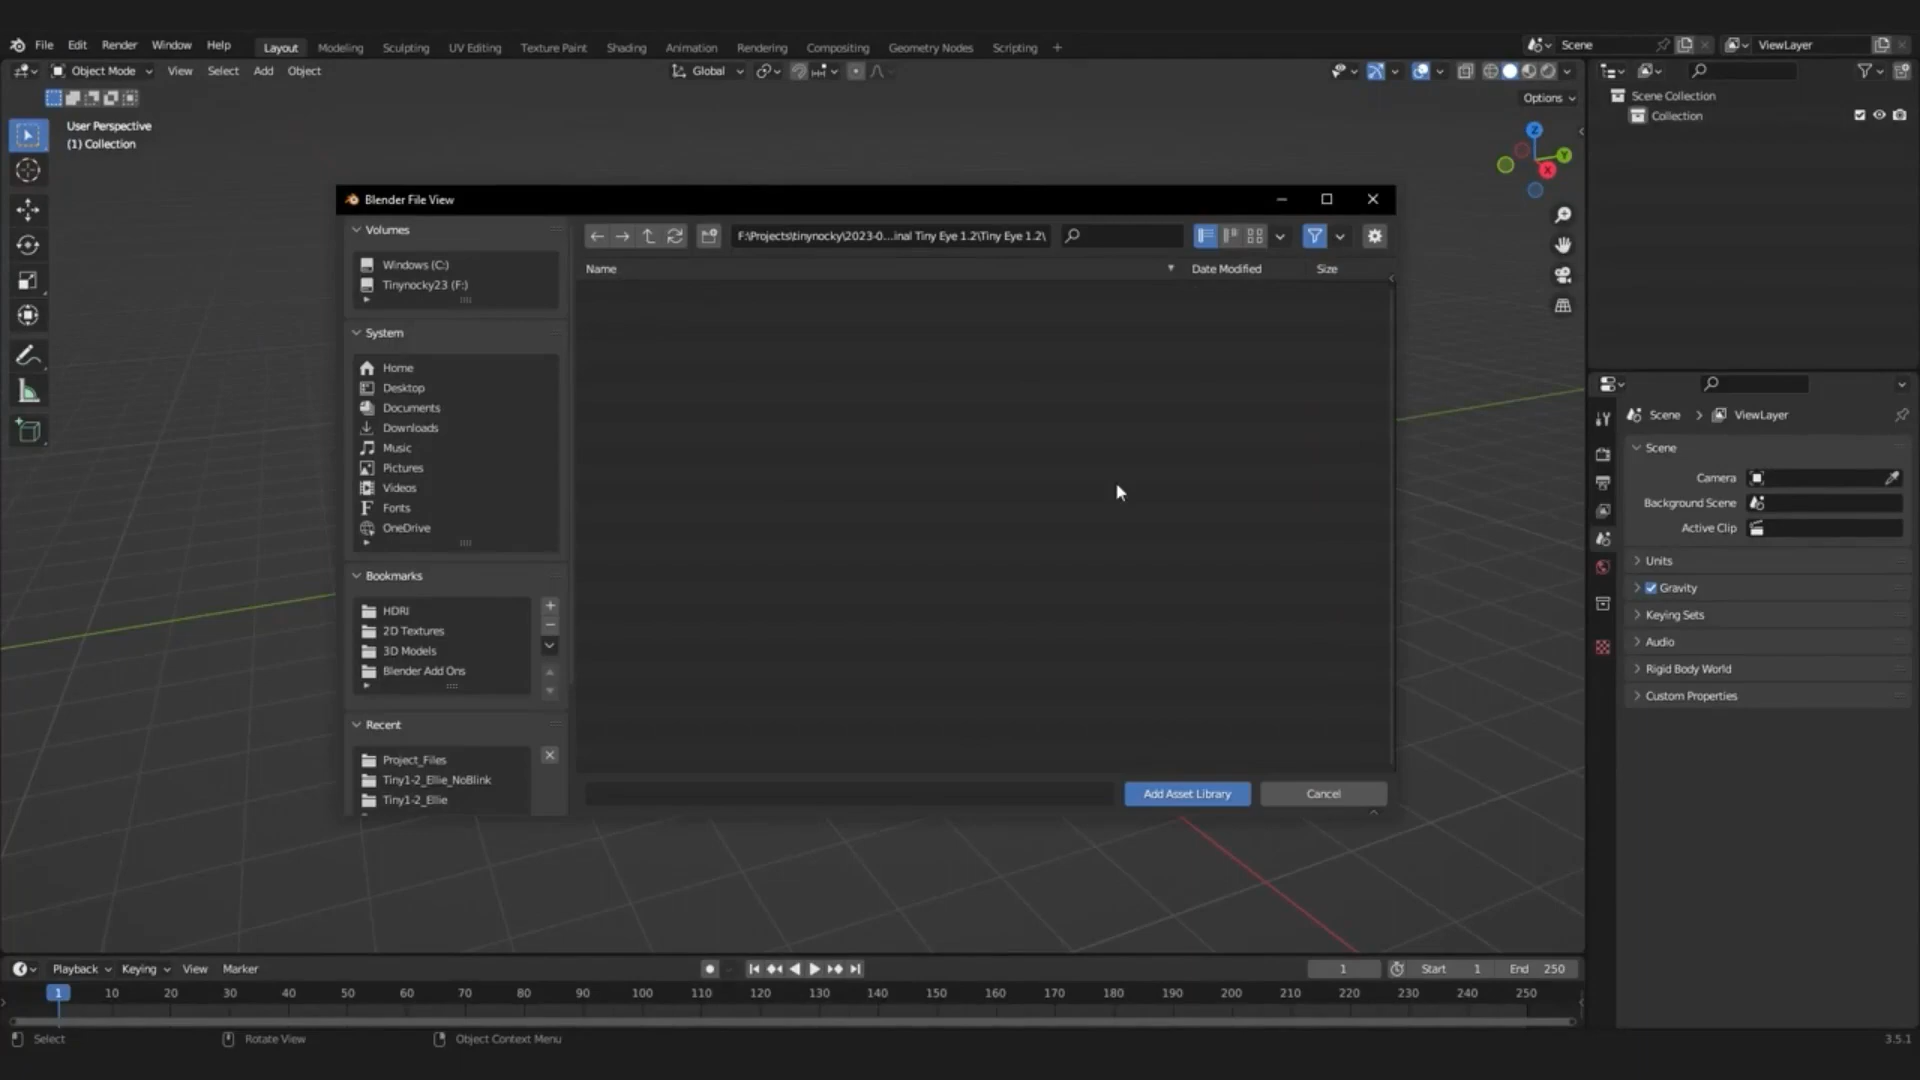 File Edit Render Window Help Layout Modeling Sculpting UV Editing Texture Paint Shading Animation Rendering Compositing Geometry Nodes Scripting + Scene ViewLayer
Object Mode View Select Add Object Global
Options
User Perspective
(1) Collection
Z
Y
X
Scene Collection
Collection
Blender File View
Volumes
Windows (C:)
Tinynocky23 (F:)
System
Home
Desktop
Documents
Downloads
Music
Pictures
Videos
Fonts
OneDrive
Bookmarks
HDRI
2D Textures
3D Models
Blender Add Ons
Recent
Project_Files
Tiny1-2_Ellie_NoBlink
Tiny1-2_Ellie
F:\Projects\tinynocky\2023-0...inal Tiny Eye 1.2\Tiny Eye 1.2\
Name Date Modified Size
Add Asset Library Cancel
Scene > ViewLayer
Scene
Camera
Background Scene
Active Clip
Units
Gravity
Keying Sets
Audio
Rigid Body World
Custom Properties
Playback Keying View Marker 1 Start 1 End 250
1 10 20 30 40 50 60 70 80 90 100 110 120 130 140 150 160 170 180 190 200 210 220 230 240 250
Select Rotate View Object Context Menu 3.5.1